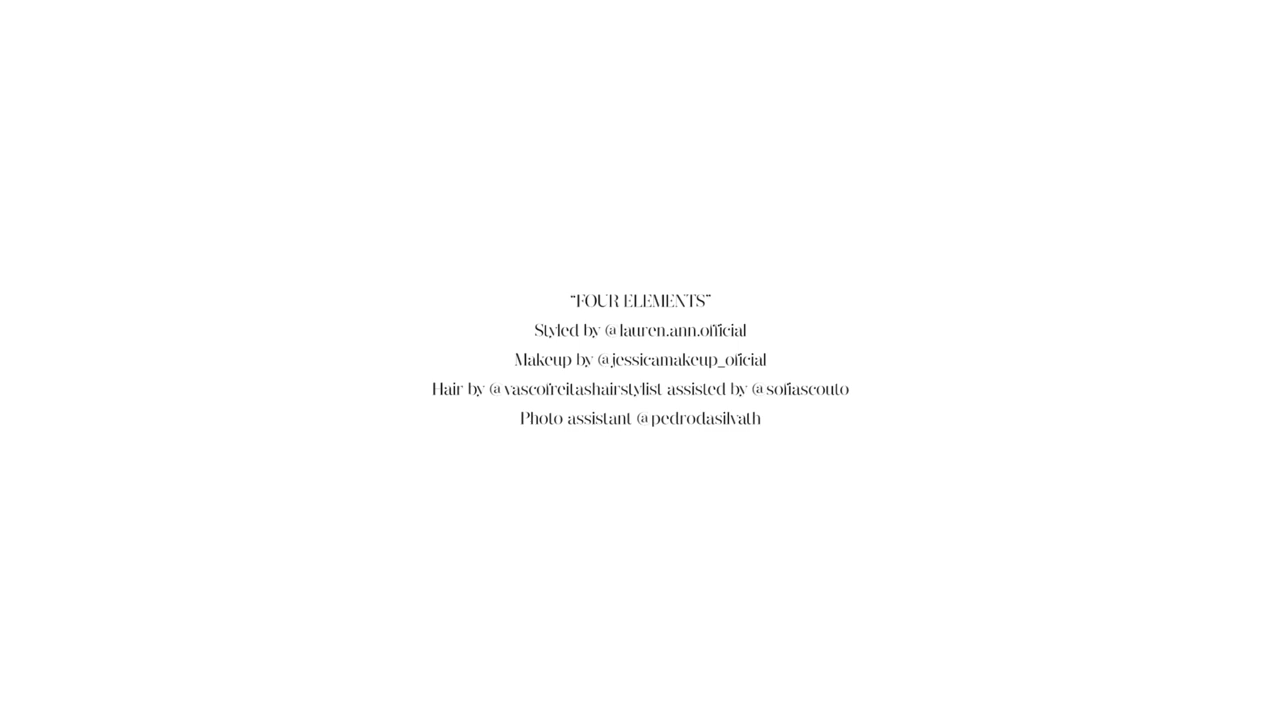 “FOUR ELEMENTS”
Styled by @lauren.ann.official
Makeup by @jessicamakeup_oficial
Hair by @vascofreitashairstylist assisted by @sofiascouto
Photo assistant @pedrodasilvath